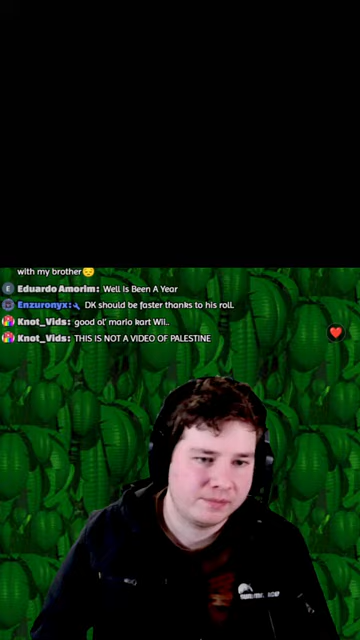 with my brother😔
E Eduardo Amorim: Well Is Been A Year
Enzuronyx: DK should be faster thanks to his roll.
Knot_Vids: good ol' mario kart Wii..
Knot_Vids: THIS IS NOT A VIDEO OF PALESTINE